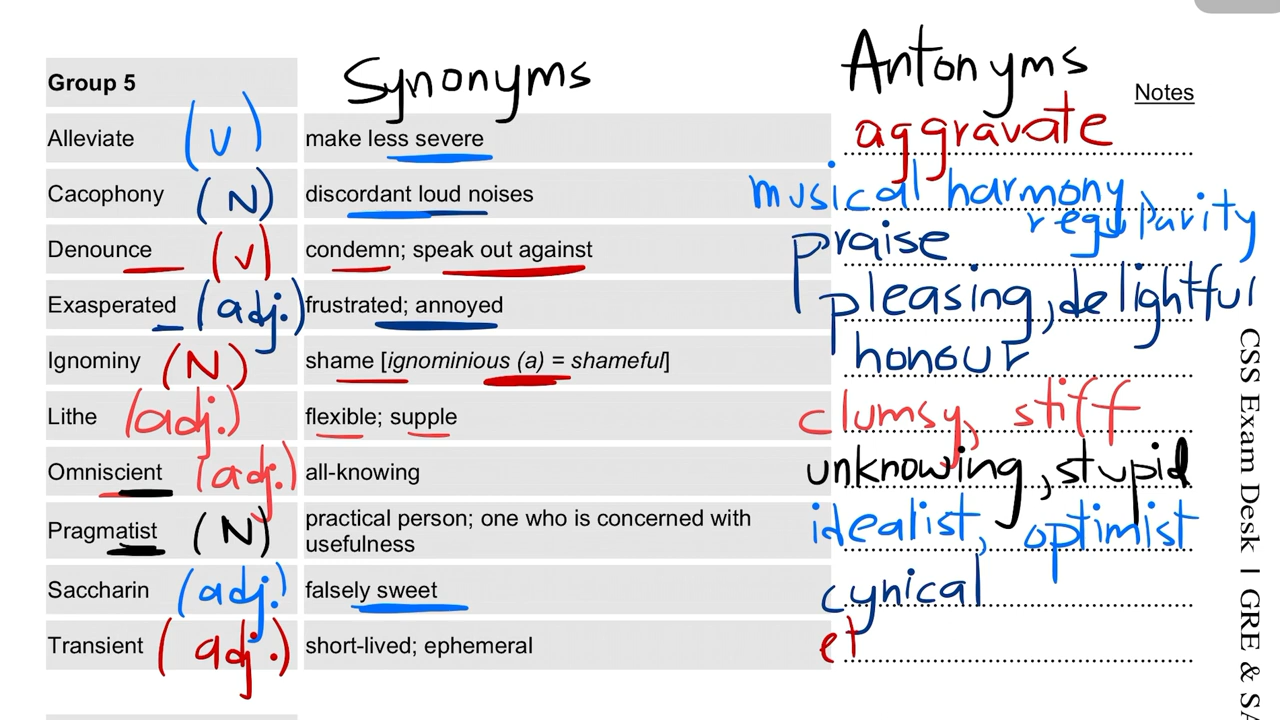 Group 5 Synonyms Antonyms Notes
Alleviate (v) make less severe aggravate
Cacophony (N) discordant loud noises musical harmony
regularity
Denounce (v) condemn; speak out against praise
Exasperated (adj.) frustrated; annoyed pleasing, delightful
Ignominy (N) shame [ignominious (a) = shameful] honour
Lithe (adj.) flexible; supple clumsy, stiff
Omniscient (adj.) all-knowing unknowing, stupid
Pragmatist (N) practical person; one who is concerned with
usefulness idealist, optimist
Saccharin (adj.) falsely sweet cynical
Transient (adj.) short-lived; ephemeral et
CSS Exam Desk I GRE & SA